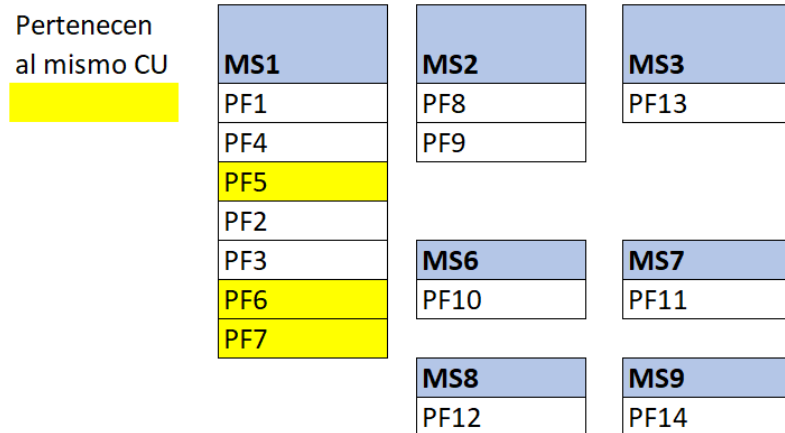 Pertenecen
al mismo CU
MS1
PF1
PF4
PF5
PF2
PF3
PF6
PF7
MS2
PF8
PF9
MS3
PF13
MS6
PF10
MS7
PF11
MS8
PF12
MS9
PF14